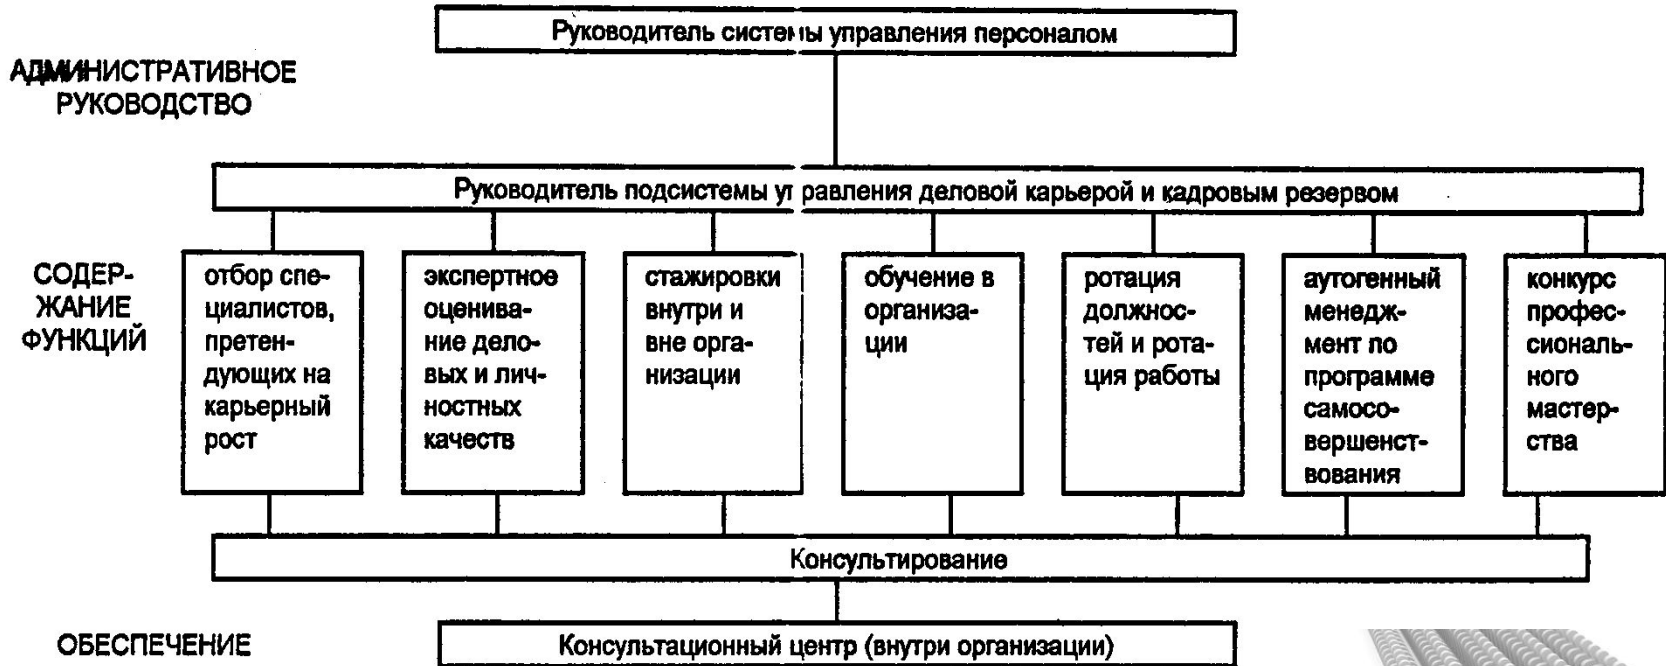 Руководитель системы управления персоналом
АДМИНИСТРАТИВНОЕ
РУКОВОДСТВО
Руководитель подсистемы управления деловой карьерой и кадровым резервом
СОДЕР-
ЖАНИЕ
ФУНКЦИЙ
отбор спе-
циалистов,
претен-
дующих на
карьерный
рост
экспертное
оценива-
ние дело-
вых и лич-
ностных
качеств
стажировки
внутри и
вне орга-
низации
обучение в
организа-
ции
ротация
должнос-
тей и рота-
ция работы
аутогенный
менедж-
мент по
программе
самосо-
вершенст-
вования
конкурс
профес-
сиональ-
ного
мастер-
ства
Консультирование
ОБЕСПЕЧЕНИЕ
Консультационный центр (внутри организации)